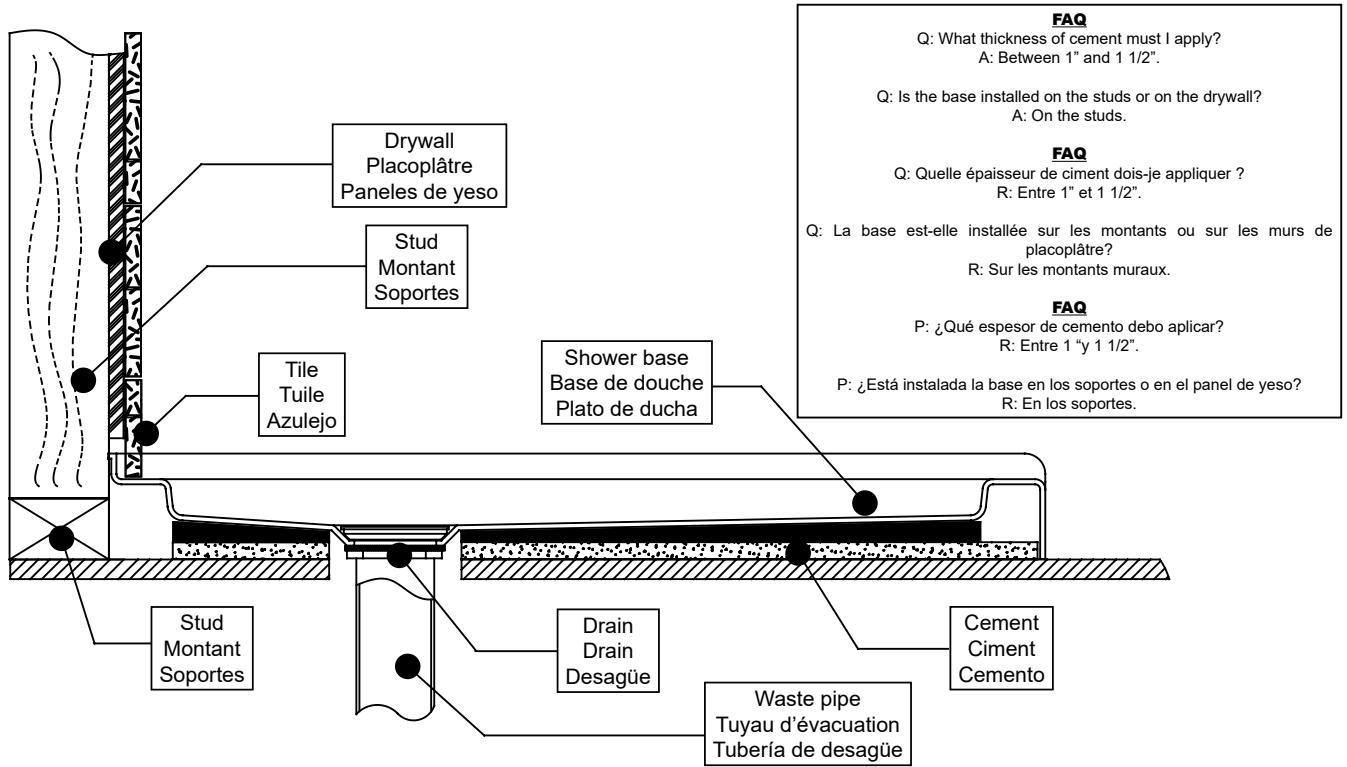 FAQ
Q: What thickness of cement must I apply?
A: Between 1” and 1 1/2”.
Q: Is the base installed on the studs or on the drywall?
A: On the studs.
FAQ
Q: Quelle épaisseur de ciment dois-je appliquer ?
R: Entre 1” et 1 1/2”.
Q: La base est-elle installée sur les montants ou sur les murs de
placoplâtre?
R: Sur les montants muraux.
FAQ
P: ¿Qué espesor de cemento debo aplicar?
R: Entre 1 “y 1 1/2”.
P: ¿Está instalada la base en los soportes o en el panel de yeso?
R: En los soportes.
Drywall
Placoplâtre
Paneles de yeso
Stud
Montant
Soportes
Tile
Tuile
Azulejo
Shower base
Base de douche
Plato de ducha
Stud
Montant
Soportes
Drain
Drain
Desagüe
Cement
Ciment
Cemento
Waste pipe
Tuyau d’évacuation
Tubería de desagüe